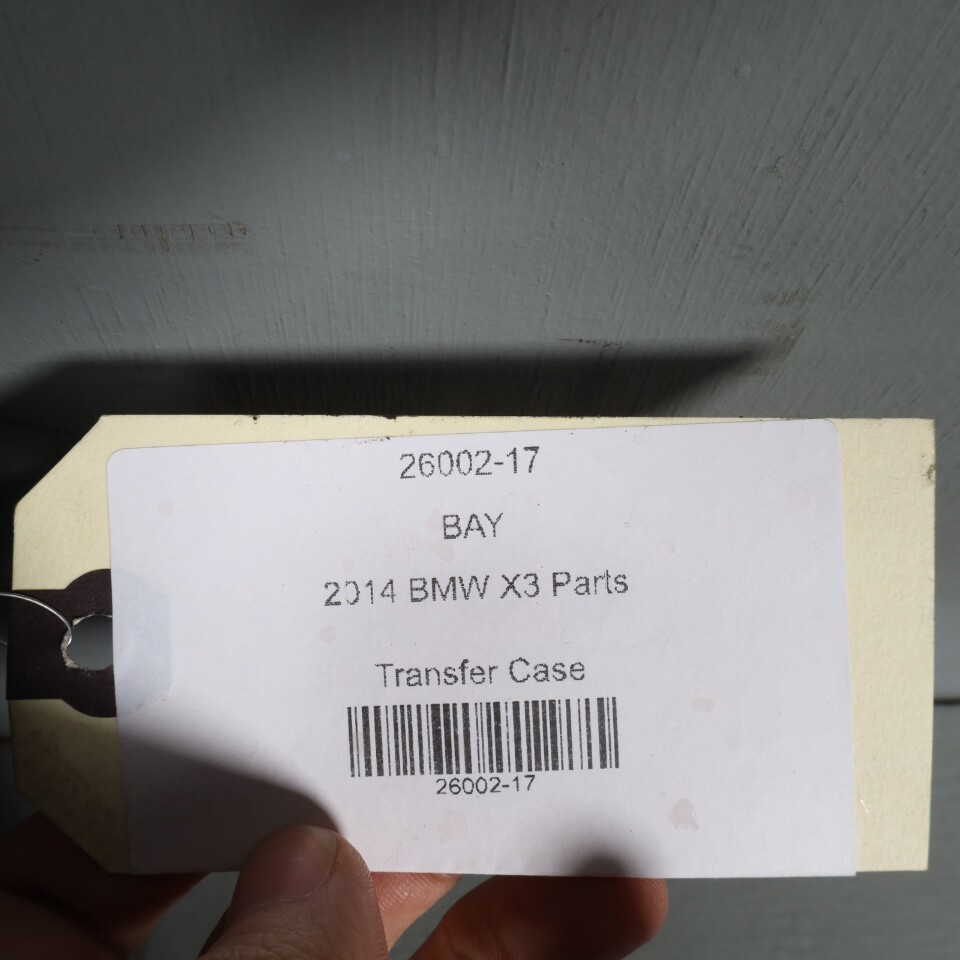 26002-17
BAY
2014 BMW X3 Parts
Transfer Case
26002-17